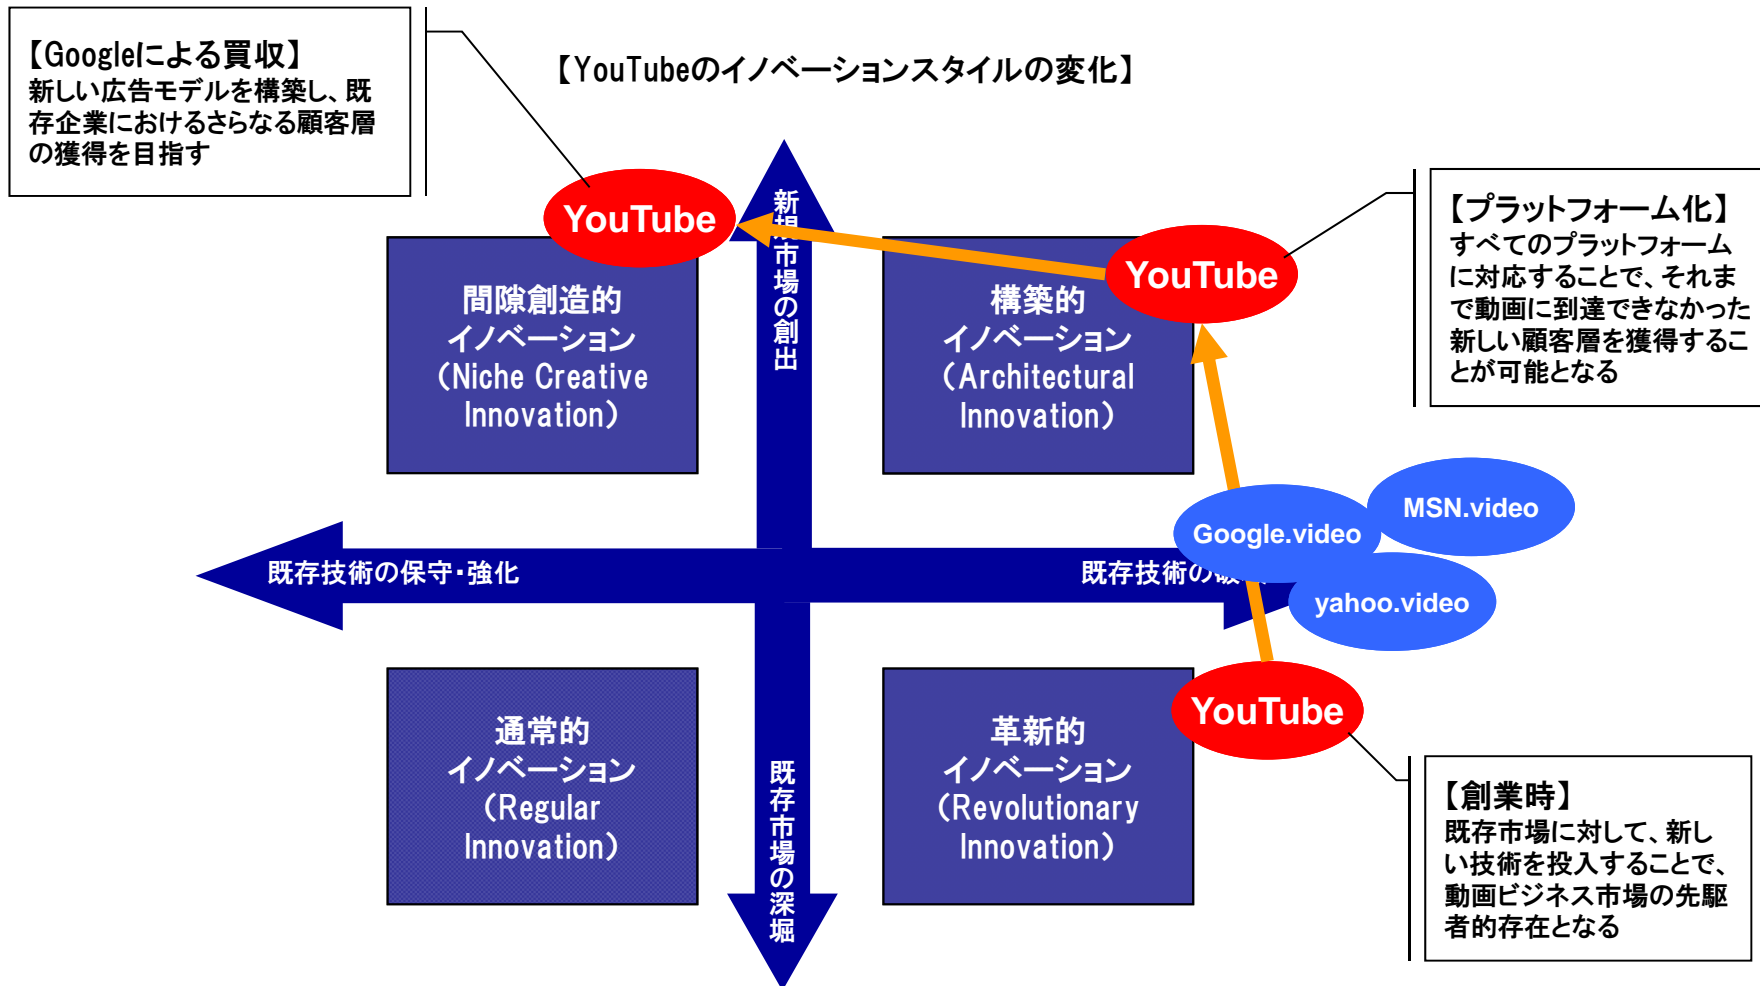 【Googleによる買収】
新しい広告モデルを構築し、既
存企業におけるさらなる顧客層
の獲得を目指す
【YouTubeのイノベーションスタイルの変化】
YouTube
新規市場の創出
YouTube
【プラットフォーム化】
すべてのプラットフォーム
に対応することで、それま
で動画に到達できなかった
新しい顧客層を獲得するこ
とが可能となる
間隙創造的
イノベーション
(Niche Creative
Innovation)
構築的
イノベーション
(Architectural
Innovation)
MSN.video
Google.video
既存技術の保守・強化
既存技術の
yahoo.video
YouTube
通常的
イノベーション
(Regular
Innovation)
既存市場の深堀
革新的
イノベーション
(Revolutionary
Innovation)
【創業時】
既存市場に対して、新し
い技術を投入することで、
動画ビジネス市場の先駆
者的存在となる